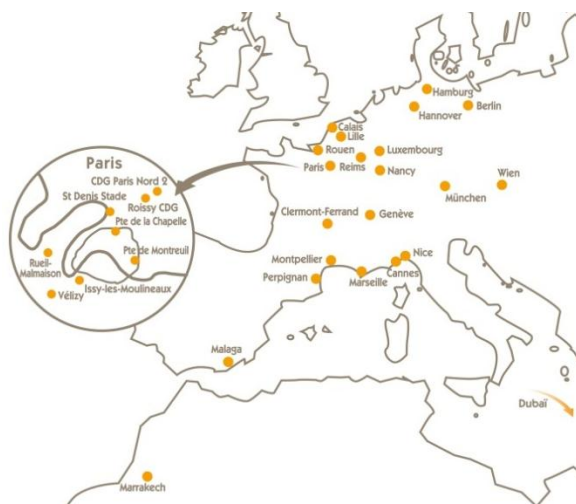 Hamburg
Hannover
Berlin
Calais
Lille
Rouen
Luxembourg
Paris
Reims
Nancy
Wien
München
Clermont-Ferrand
Genève
Montpellier
Nice
Perpignan
Marseille
Cannes
Malaga
Dubaï
Marrakech
Paris
CDG Paris Nord 2
St Denis Stade
Roissy CDG
Pte de la Chapelle
Pte de Montreuil
Rueil-
Malmaison
Issy-les-Moulineaux
Vélizy